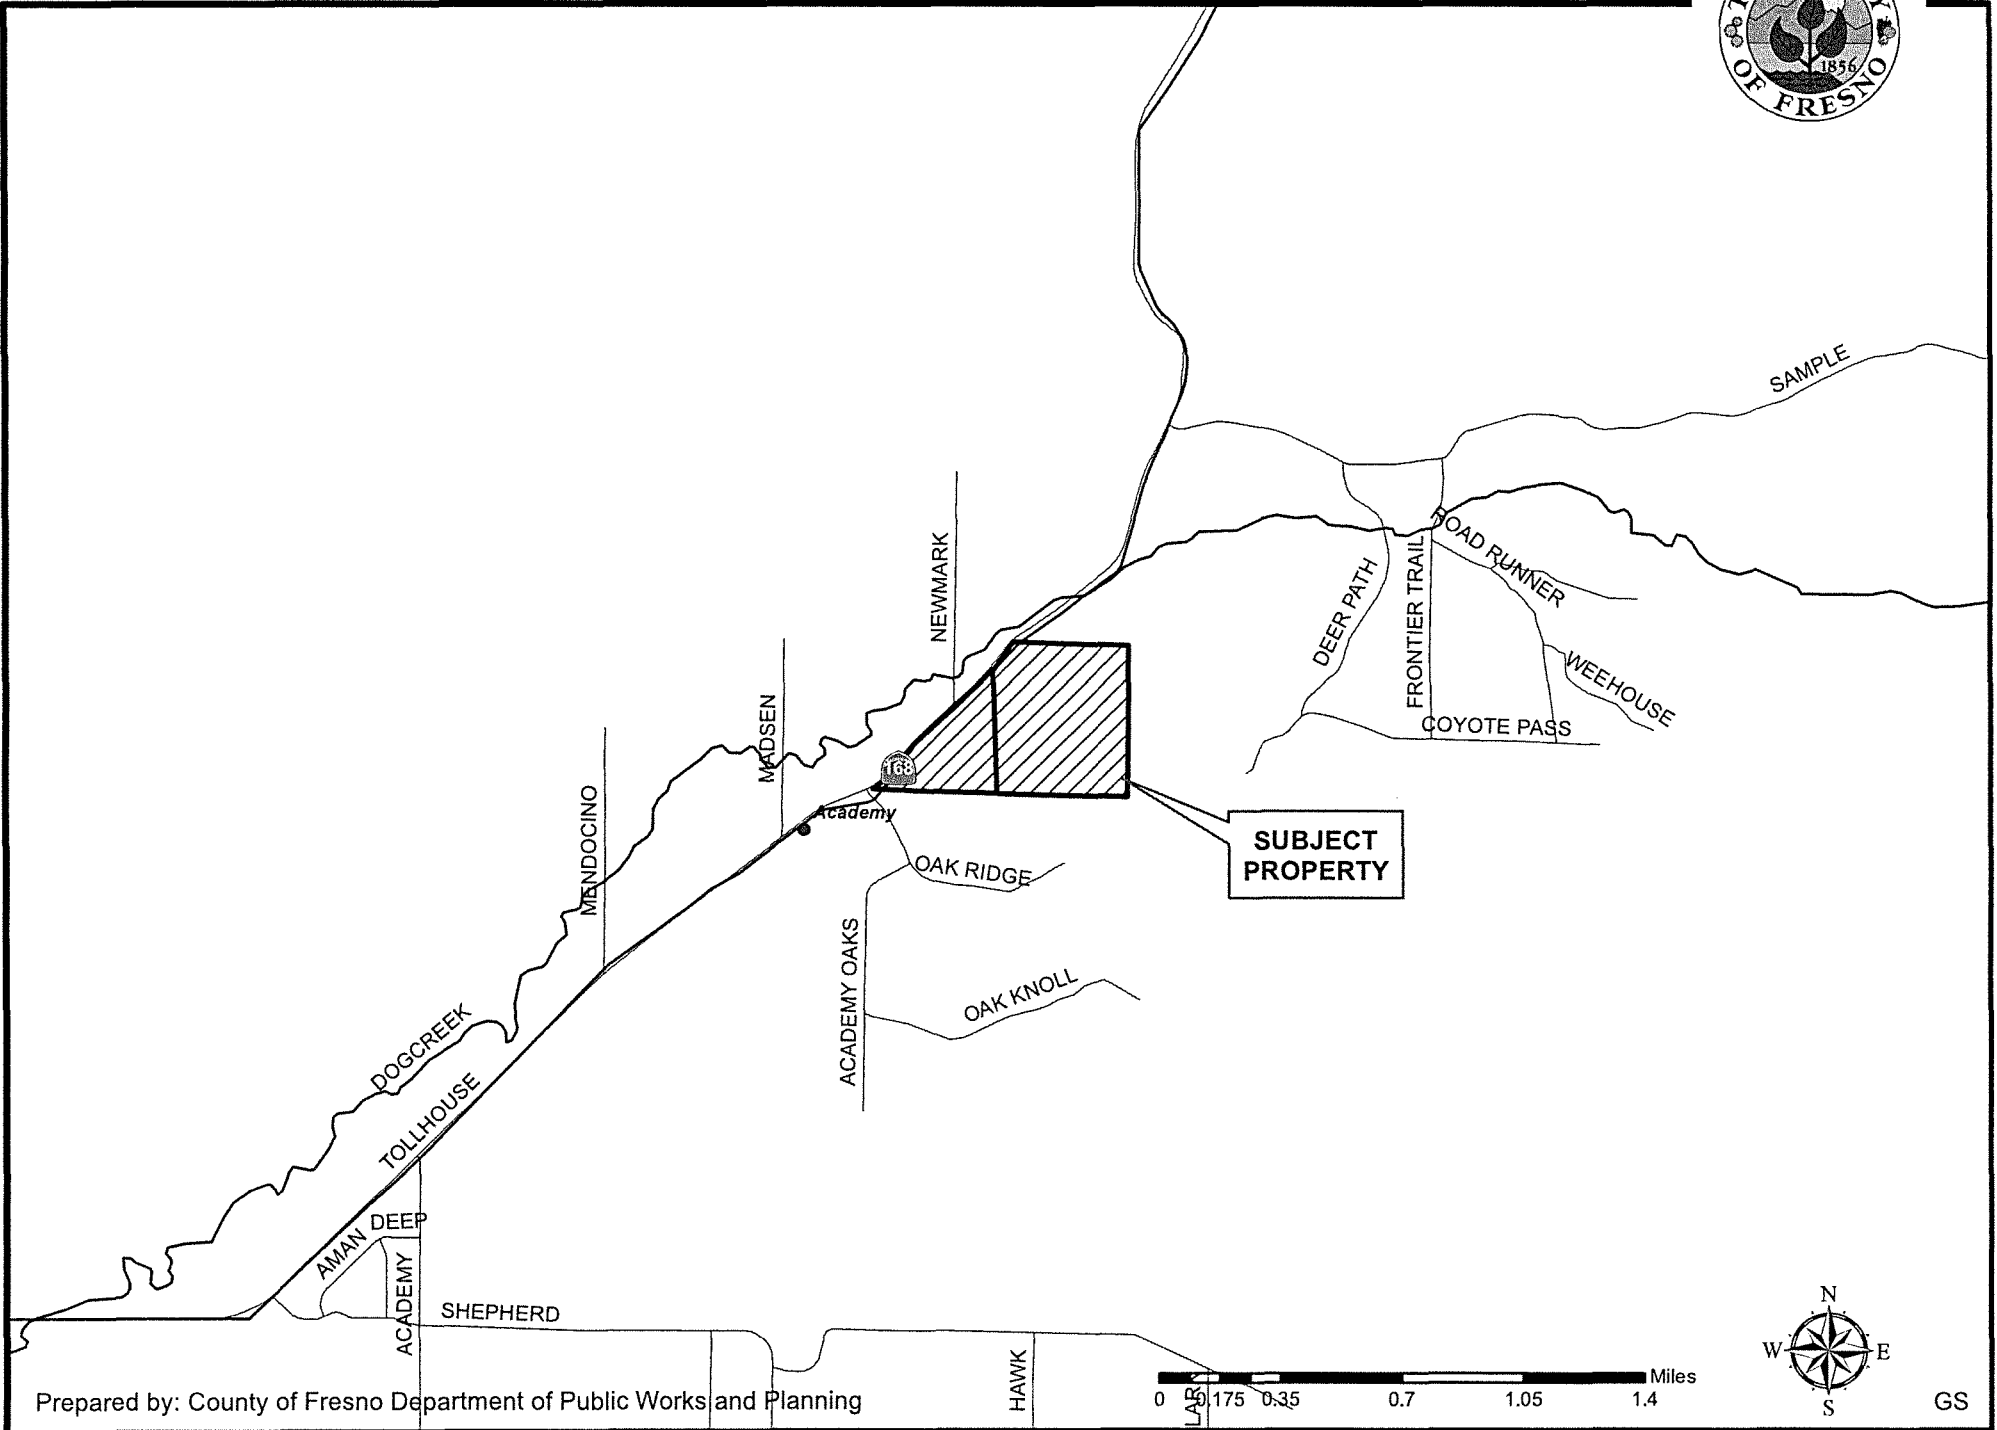 1856
OF FRESNO
SAMPLE
NEWMARK
ROAD RUNNER
DEER PATH
FRONTIER TRAIL
WEEHOUSE
COYOTE PASS
MADSEN
168
MENDOCINO
Academy
SUBJECT
PROPERTY
OAK RIDGE
ACADEMY OAKS
OAK KNOLL
DOGCREEK
TOLLHOUSE
AMAN DEEP
ACADEMY
SHEPHERD
HAWK
N
W E
S
Miles
0 0.175 0.35 0.7 1.05 1.4
Prepared by: County of Fresno Department of Public Works and Planning
GS